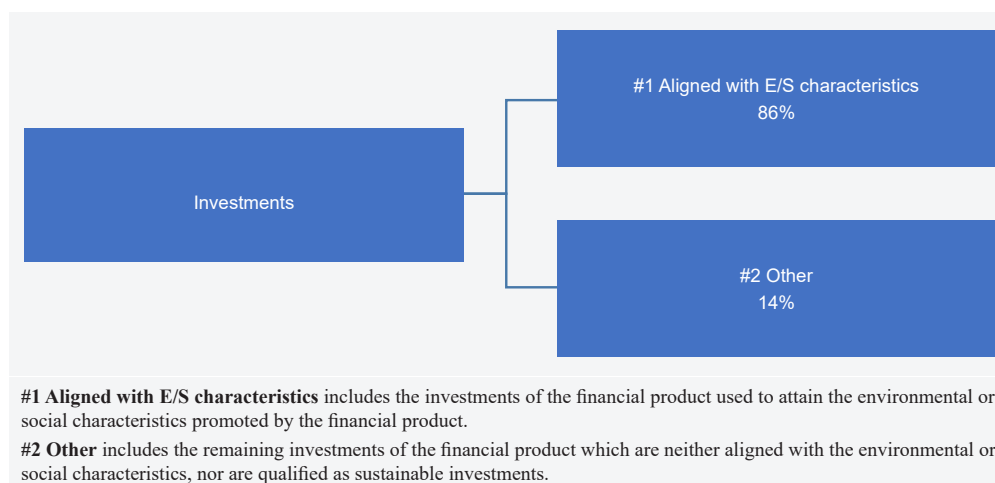 #1 Aligned with E/S characteristics
86%
Investments
#2 Other
14%
#1 Aligned with E/S characteristics includes the investments of the financial product used to attain the environmental or
social characteristics promoted by the financial product.
#2 Other includes the remaining investments of the financial product which are neither aligned with the environmental or
social characteristics, nor are qualified as sustainable investments.